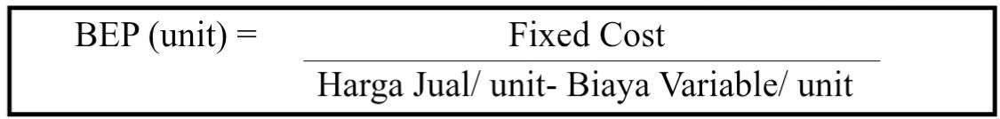 BEP (unit) = Fixed Cost
Harga Jual/ unit- Biaya Variable/ unit